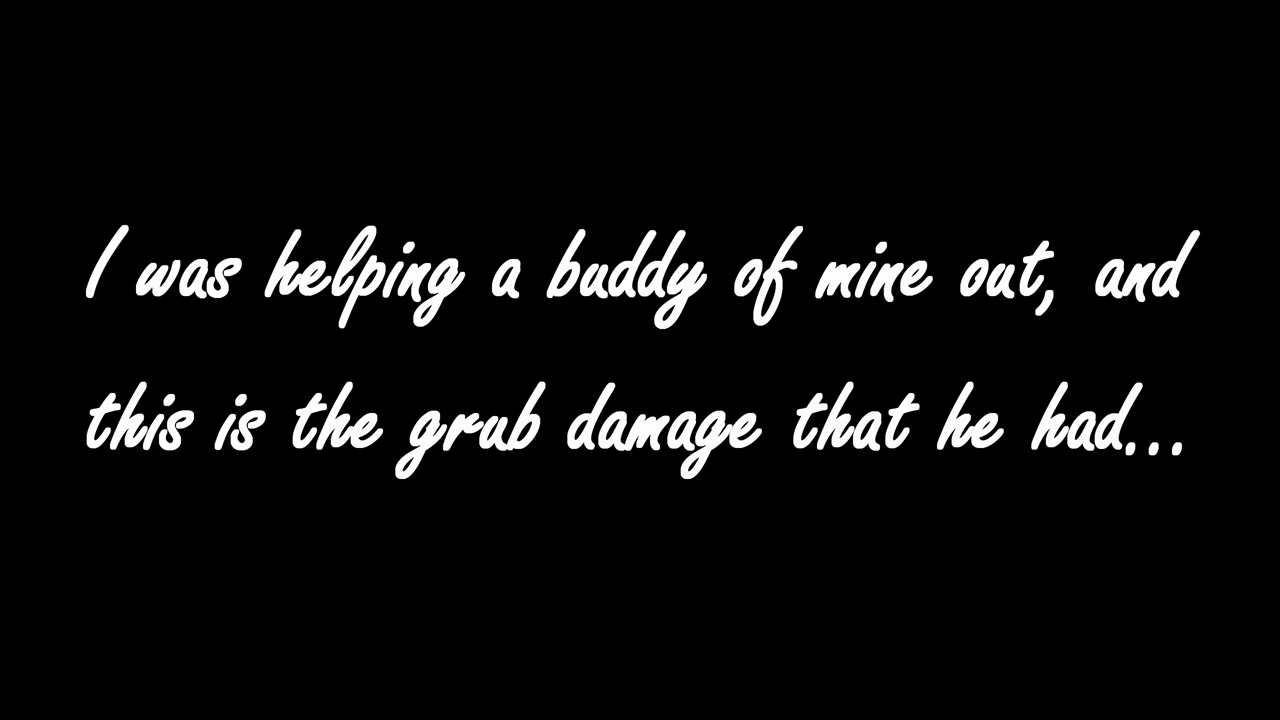 I was helping a buddy of mine out, and
this is the grub damage that he had...